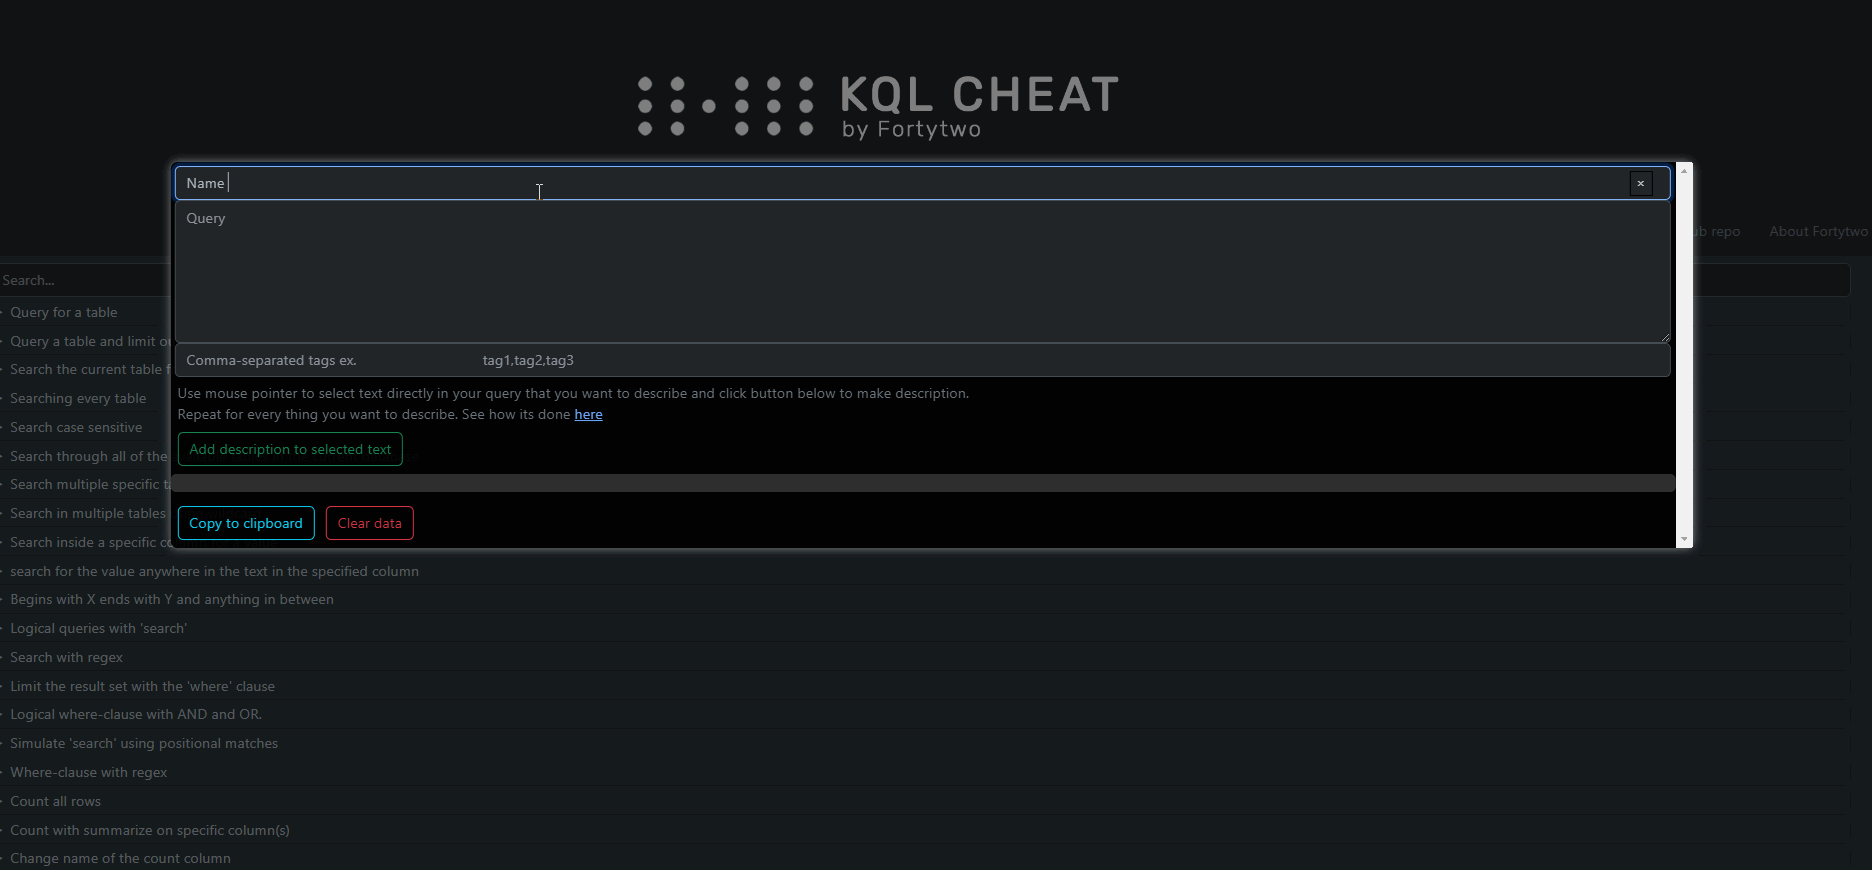 KQL CHEAT
by Fortytwo
Name
×
Query
ub repo About Fortytwo
Search...
Query for a table
Query a table and limit
Comma-separated tags ex. tag1,tag2,tag3
Search the current table
Use mouse pointer to select text directly in your query that you want to describe and click button below to make description.
Searching every table
Repeat for every thing you want to describe. See how its done here
Search case sensitive
Add description to selected text
Search through all of the
Search multiple specific
Search in multiple tables
Copy to clipboard Clear data
Search inside a specific
search for the value anywhere in the text in the specified column
Begins with X ends with Y and anything in between
Logical queries with 'search'
Search with regex
Limit the result set with the 'where' clause
Logical where-clause with AND and OR.
Simulate 'search' using positional matches
Where-clause with regex
Count all rows
Count with summarize on specific column(s)
Change name of the count column